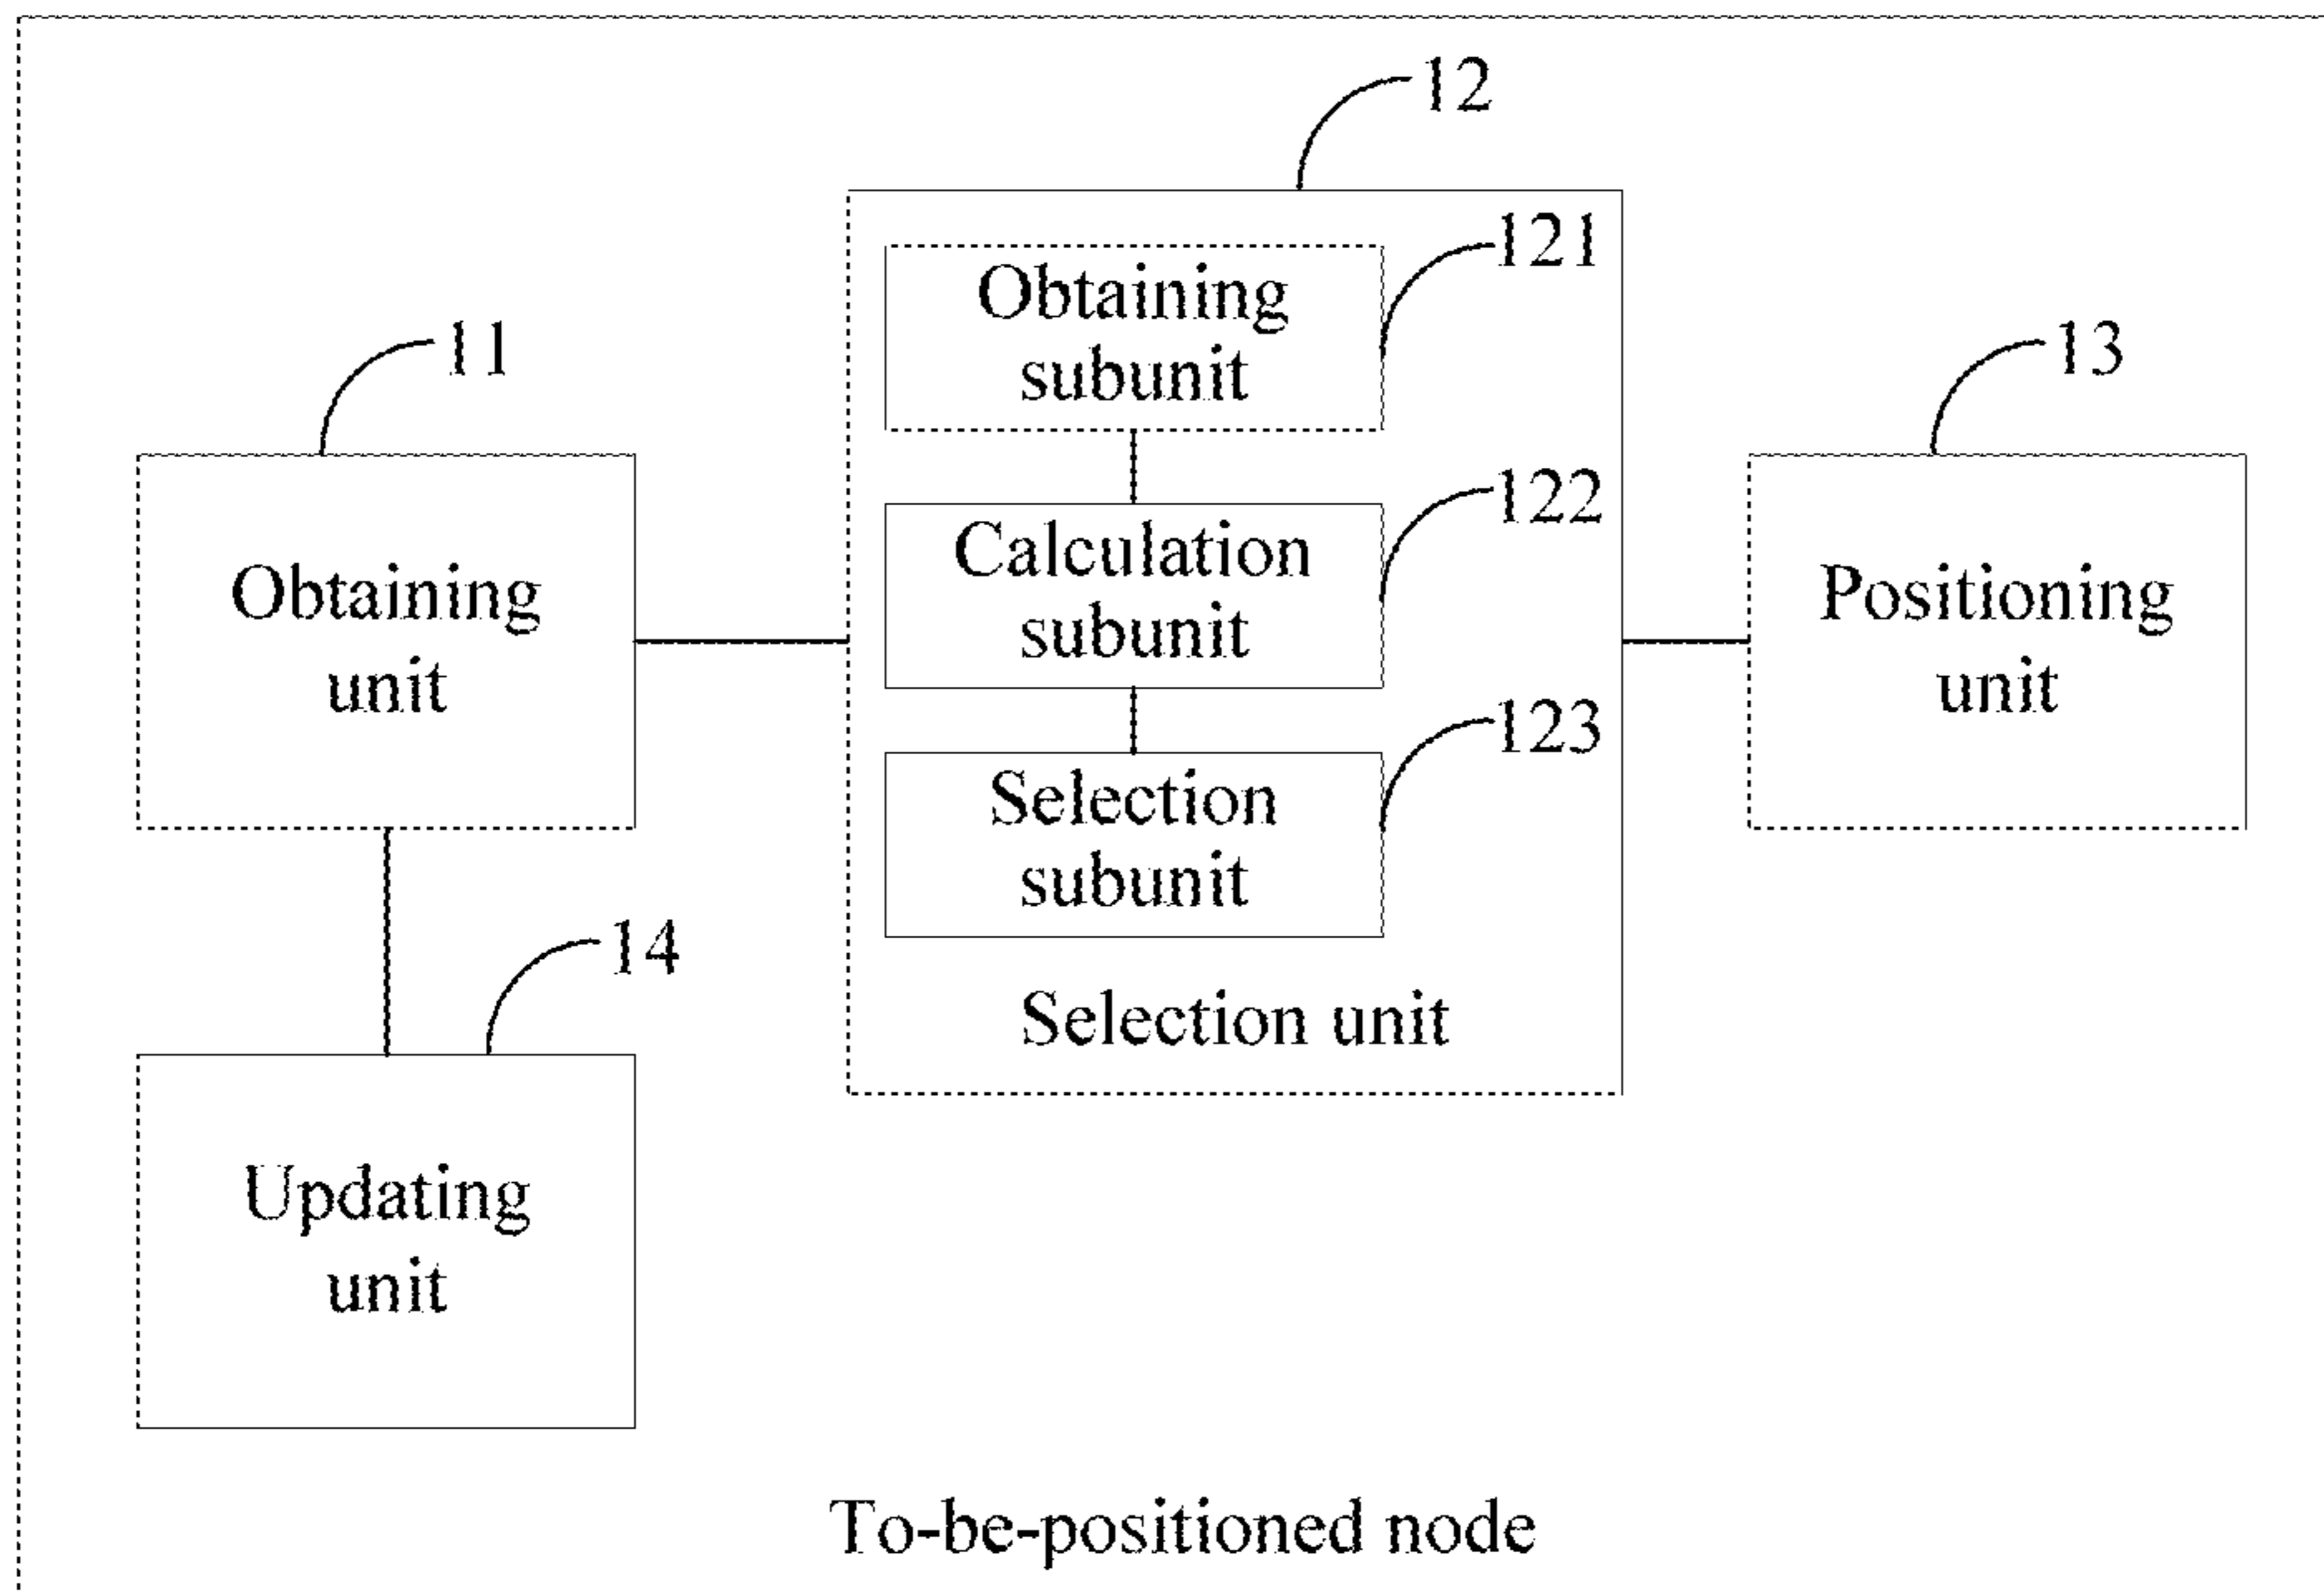 12
121
Obtaining
subunit
11
13
122
Calculation
subunit
Obtaining
unit
Positioning
unit
123
Selection
subunit
14
Selection unit
Updating
unit
To-be-positioned node